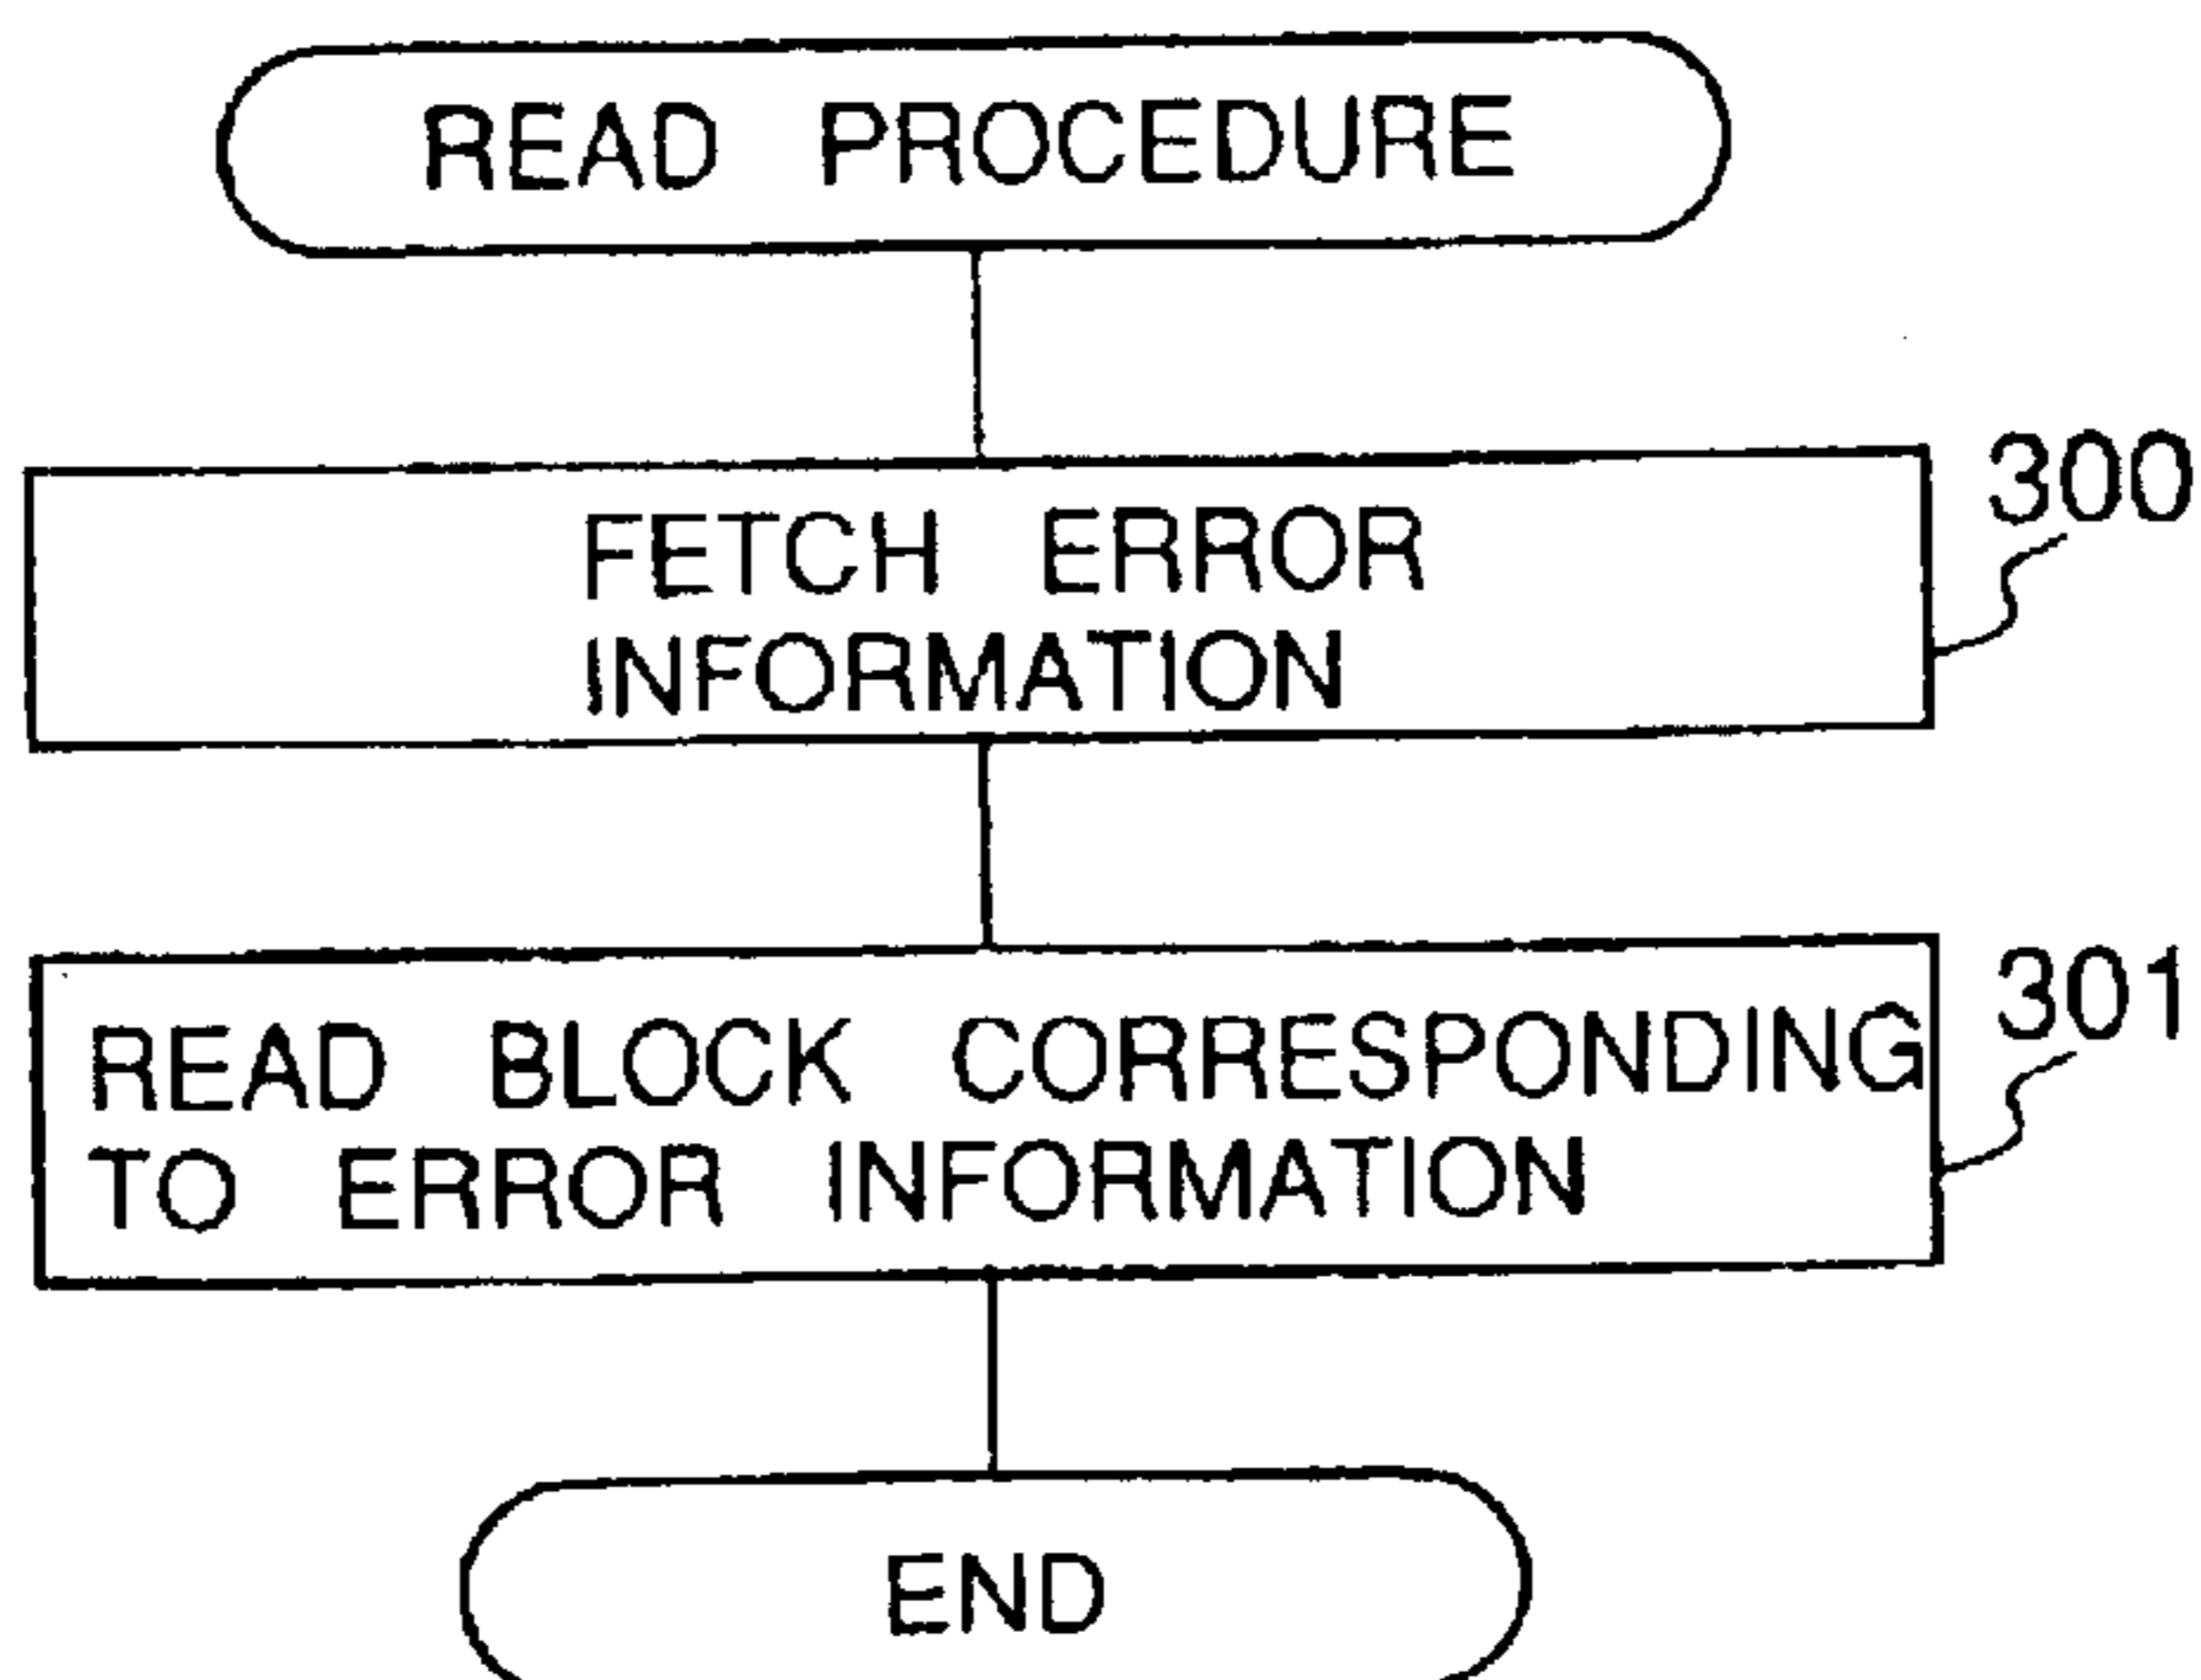 READ PROCEDURE
300
FETCH ERROR
INFORMATION
301
READ BLOCK CORRESPONDING
TO ERROR INFORMATION
END